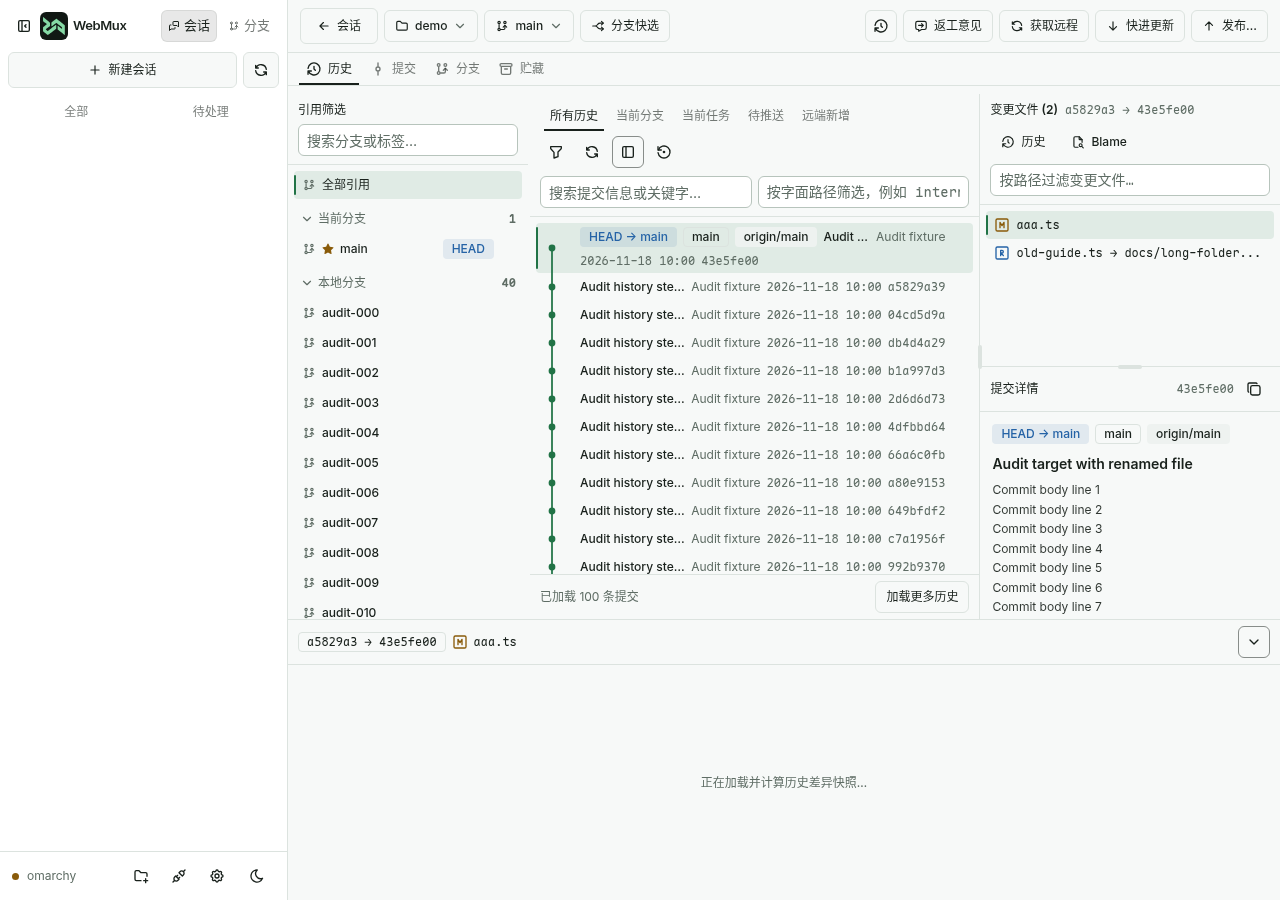 WebMux
会话
分支
新建会话
全部
待处理
omarchy
会话
demo
main
分支快选
返工意见
获取远程
快进更新
发布...
历史
提交
分支
贮藏
引用筛选
搜索分支或标签...
全部引用
当前分支 1
main HEAD
本地分支 40
audit-000
audit-001
audit-002
audit-003
audit-004
audit-005
audit-006
audit-007
audit-008
audit-009
audit-010
所有历史 当前分支 当前任务 待推送 远端新增
搜索提交信息或关键字...
按字面路径筛选，例如 intern
HEAD → main main origin/main Audit ... Audit fixture
2026-11-18 10:00 43e5fe00
Audit history ste... Audit fixture 2026-11-18 10:00 a5829a39
Audit history ste... Audit fixture 2026-11-18 10:00 04cd5d9a
Audit history ste... Audit fixture 2026-11-18 10:00 db4d4a29
Audit history ste... Audit fixture 2026-11-18 10:00 b1a997d3
Audit history ste... Audit fixture 2026-11-18 10:00 2d6d6d73
Audit history ste... Audit fixture 2026-11-18 10:00 4dfbbd64
Audit history ste... Audit fixture 2026-11-18 10:00 66a6c0fb
Audit history ste... Audit fixture 2026-11-18 10:00 a80e9153
Audit history ste... Audit fixture 2026-11-18 10:00 649bfdf2
Audit history ste... Audit fixture 2026-11-18 10:00 c7a1956f
Audit history ste... Audit fixture 2026-11-18 10:00 992b9370
已加载 100 条提交
加载更多历史
变更文件 (2) a5829a3 → 43e5fe00
历史
Blame
按路径过滤变更文件…
M aaa.ts
R old-guide.ts → docs/long-folder...
提交详情 43e5fe00
HEAD → main main origin/main
Audit target with renamed file
Commit body line 1
Commit body line 2
Commit body line 3
Commit body line 4
Commit body line 5
Commit body line 6
Commit body line 7
a5829a3 → 43e5fe00 M aaa.ts
正在加载并计算历史差异快照...